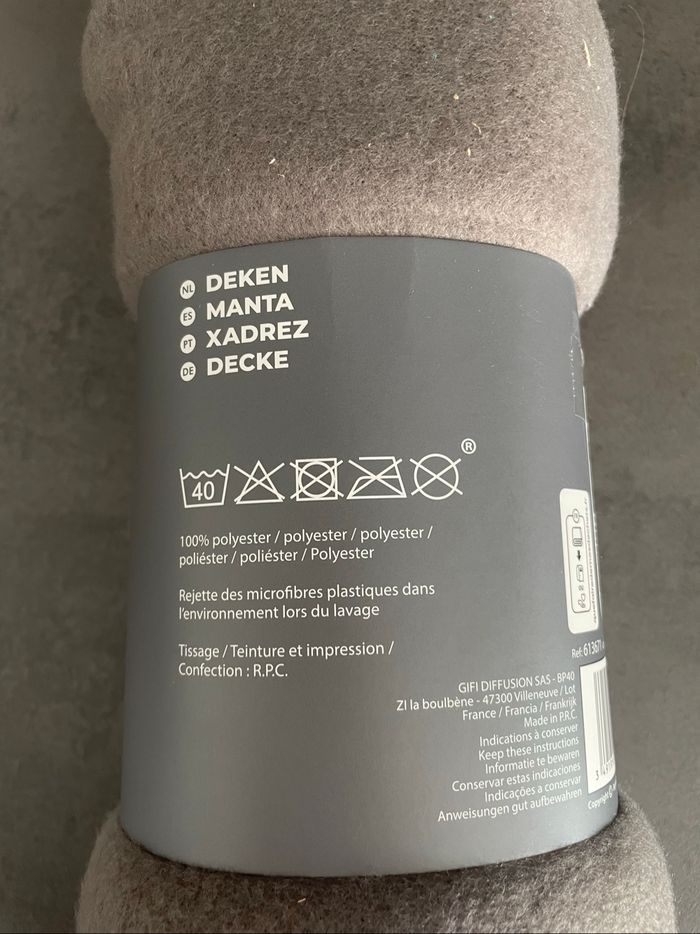 NL DEKEN
ES MANTA
PT XADREZ
DE DECKE
40
®
100% polyester / polyester / polyester /
poliéster / poliéster / Polyester
Rejette des microfibres plastiques dans
l'environnement lors du lavage
Tissage / Teinture et impression /
Confection : R.P.C.
Ref: 613671
GIFI DIFFUSION SAS - BP40
ZI la boulbène - 47300 Villeneuve / Lot
France / Francia / Frankrijk
Made in P.R.C.
Indications à conserver
Keep these instructions
Informatie te bewaren
Conservar estas indicaciones
Indicações a conservar
Anweisungen gut aufbewahren
Copyright